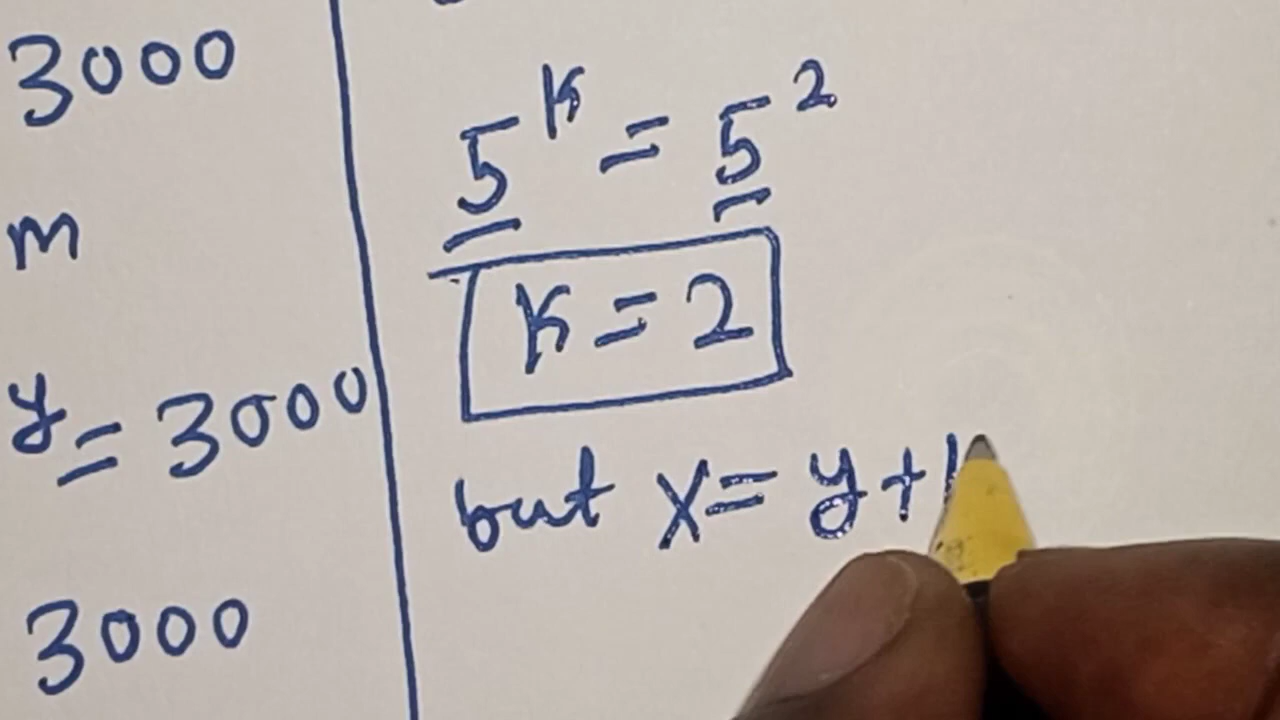 3000
m
y = 3000
3000
5^k = 5^2
k = 2
but x = y +